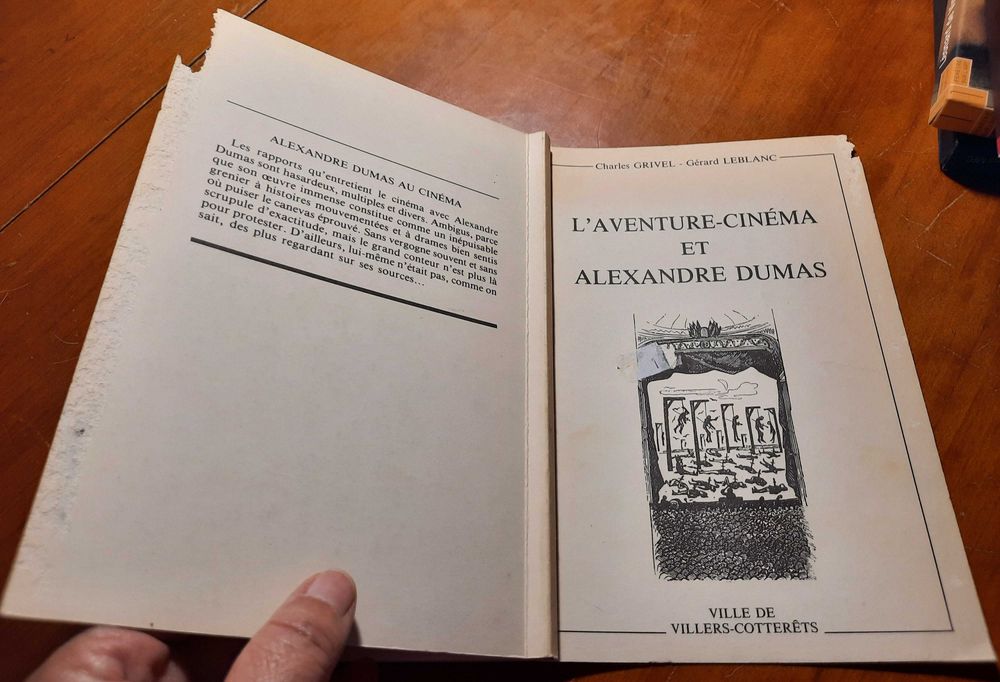 ALEXANDRE DUMAS AU CINÉMA
Les rapports qu'entretient le cinéma avec Alexandre
Dumas sont hasardeux, multiples et divers. Ambigus, parce
que son œuvre immense constitue comme un inépuisable
grenier à histoires mouvementées et à drames bien sentis
où puiser le canevas éprouvé. Sans vergogne souvent et sans
scrupule d'exactitude, mais le grand conteur n'est plus là
pour protester. D'ailleurs, lui-même n'était pas, comme on
sait, des plus regardant sur ses sources...
Charles GRIVEL - Gérard LEBLANC
L'AVENTURE-CINÉMA
ET
ALEXANDRE DUMAS
VILLE DE
VILLERS-COTTERÊTS